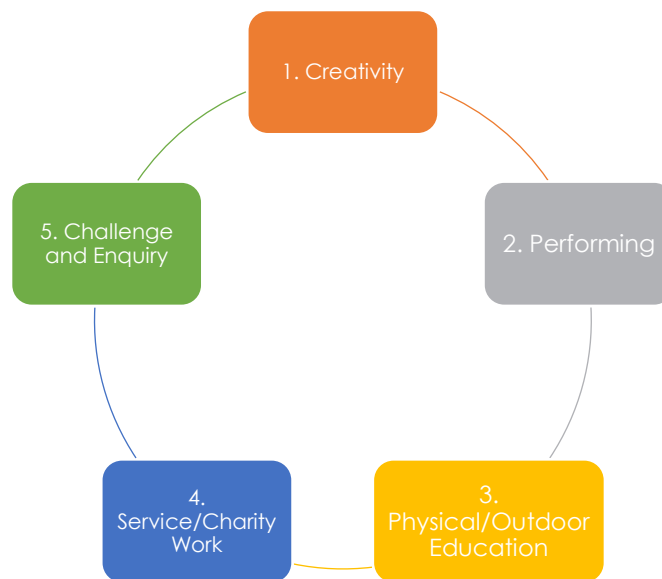 1. Creativity
2. Performing
3.
Physical/Outdoor
Education
4.
Service/Charity
Work
5. Challenge
and Enquiry